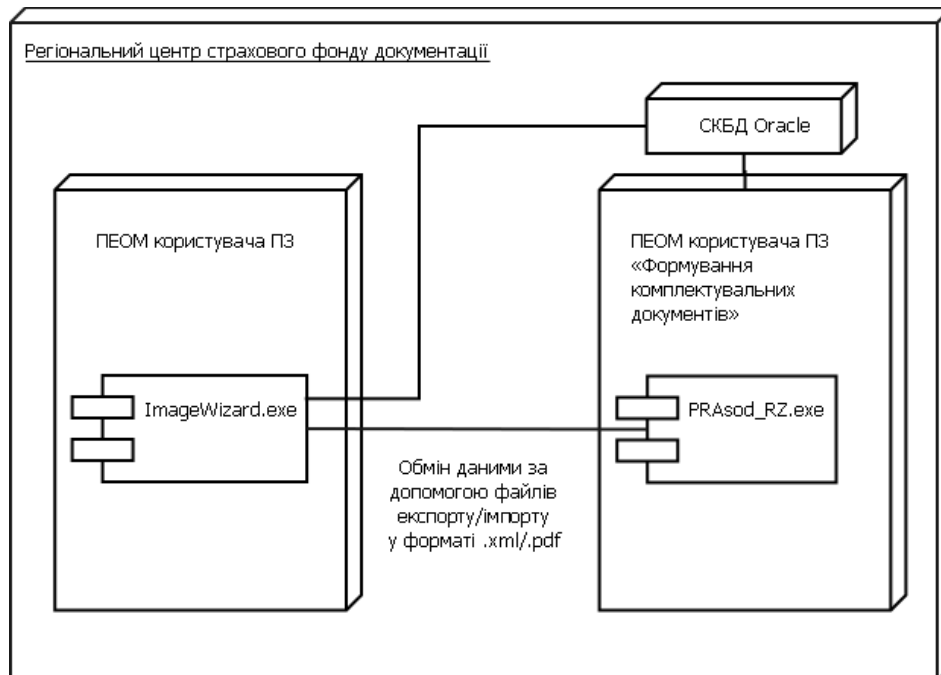 Регіональний центр страхового фонду документації
СКБД Oracle
ПЕОМ користувача ПЗ
ПЕОМ користувача ПЗ
«Формування
комплектувальних
документів»
ImageWizard.exe
PRAsod_RZ.exe
Обмін даними за
допомогою файлів
експорту/імпорту
у форматі .xml/.pdf